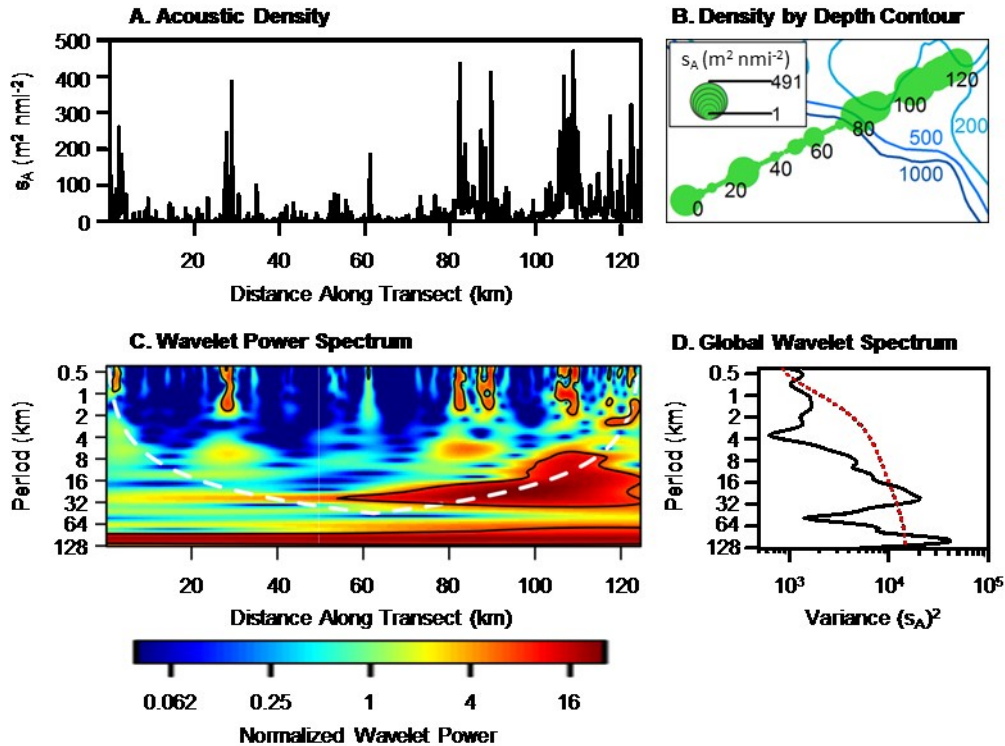 A. Acoustic Density
500
400
300
200
100
0
s_A (m² nmi⁻²)
20 40 60 80 100 120
Distance Along Transect (km)
B. Density by Depth Contour
s_A (m² nmi⁻²)
491
1
0
20
40
60
80
100
120
200
500
1000
C. Wavelet Power Spectrum
0.5
1
2
4
8
16
32
64
128
Period (km)
20 40 60 80 100 120
Distance Along Transect (km)
D. Global Wavelet Spectrum
0.5
1
2
4
8
16
32
64
128
Period (km)
10³ 10⁴ 10⁵
Variance (s_A)²
0.062 0.25 1 4 16
Normalized Wavelet Power